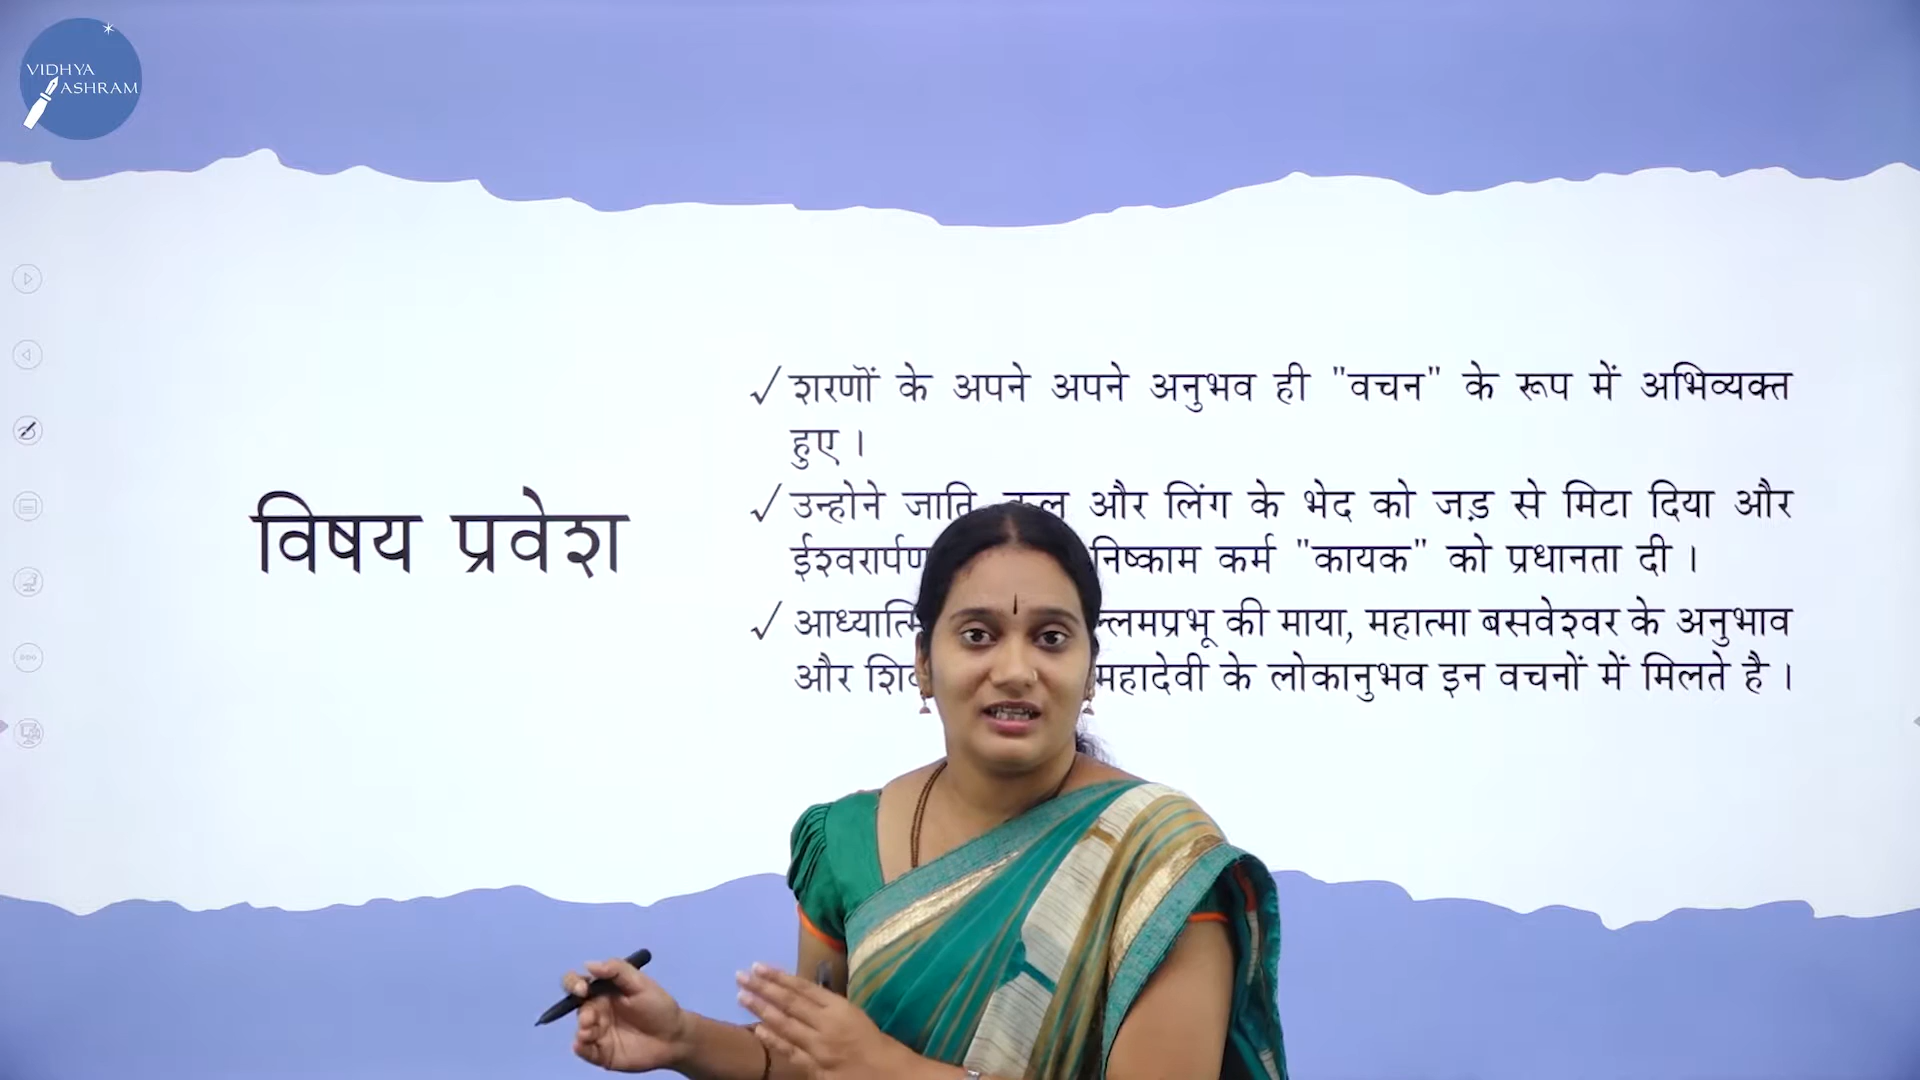 VIDHYA
ASHRAM
विषय प्रवेश
✓ शरणों के अपने अपने अनुभव ही "वचन" के रूप में अभिव्यक्त
हुए ।
✓ उन्होने जाति कुल और लिंग के भेद को जड़ से मिटा दिया और
निष्काम कर्म "कायक" को प्रधानता दी ।
✓ की माया, महात्मा बसवेश्वर के अनुभाव
और महादेवी के लोकानुभव इन वचनों में मिलते है ।